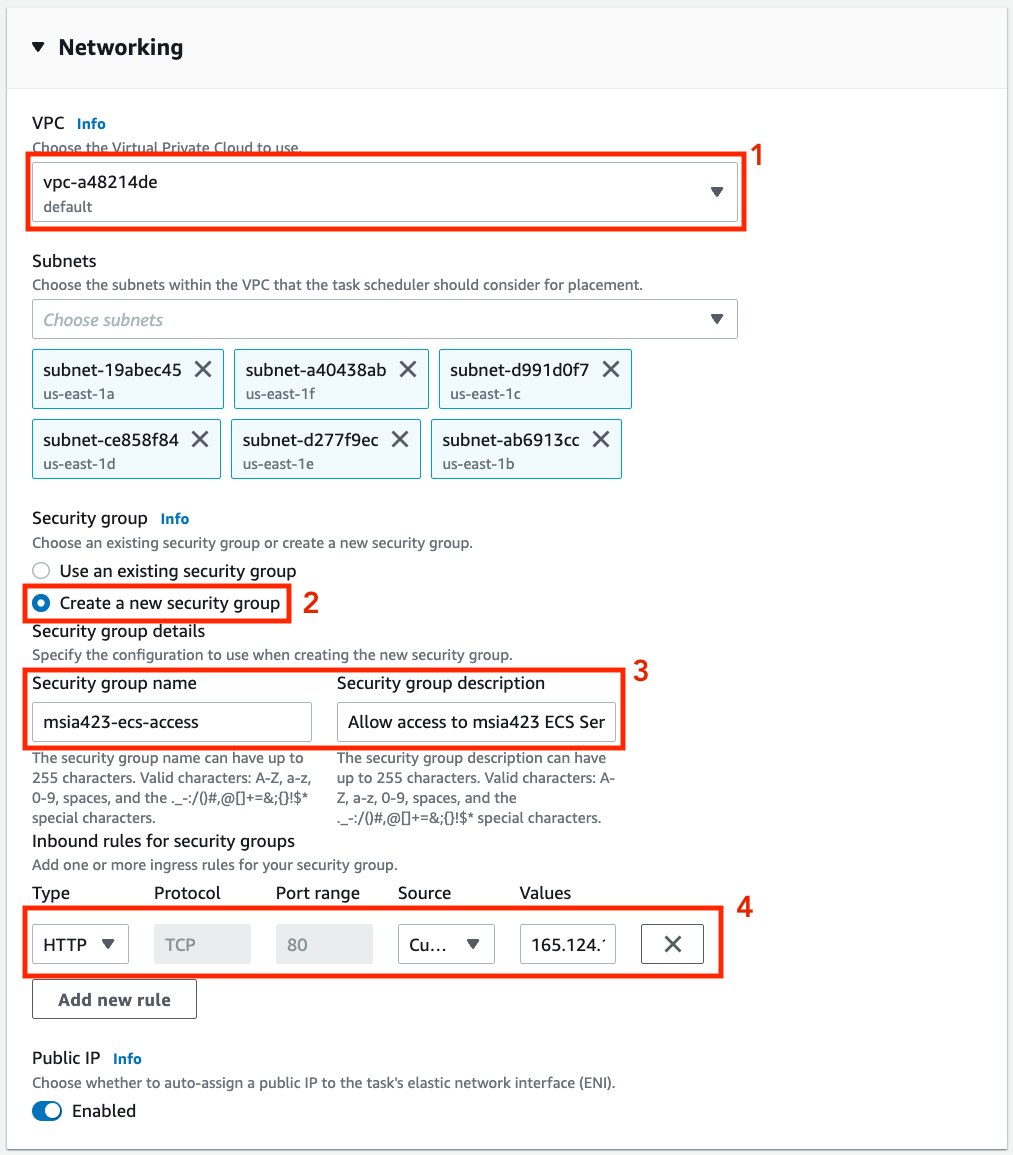 Networking
VPC Info
Choose the Virtual Private Cloud to use.
1
vpc-a48214de
default
Subnets
Choose the subnets within the VPC that the task scheduler should consider for placement.
Choose subnets
subnet-19abec45 subnet-a40438ab subnet-d991d0f7
us-east-1a us-east-1f us-east-1c
subnet-ce858f84 subnet-d277f9ec subnet-ab6913cc
us-east-1d us-east-1e us-east-1b
Security group Info
Choose an existing security group or create a new security group.
Use an existing security group
Create a new security group 2
Security group details
Specify the configuration to use when creating the new security group.
3
Security group name Security group description
msia423-ecs-access Allow access to msia423 ECS Ser
The security group name can have up to
255 characters. Valid characters: A-Z, a-z,
0-9, spaces, and the ._-:/()#,@[]+=&;{}!$*
special characters.
The security group description can have
up to 255 characters. Valid characters: A-
Z, a-z, 0-9, spaces, and the
._-:/()#,@[]+=&;{}!$* special characters.
Inbound rules for security groups
Add one or more ingress rules for your security group.
Type Protocol Port range Source Values
4
HTTP TCP 80 Cu... 165.124.
Add new rule
Public IP Info
Choose whether to auto-assign a public IP to the task's elastic network interface (ENI).
Enabled